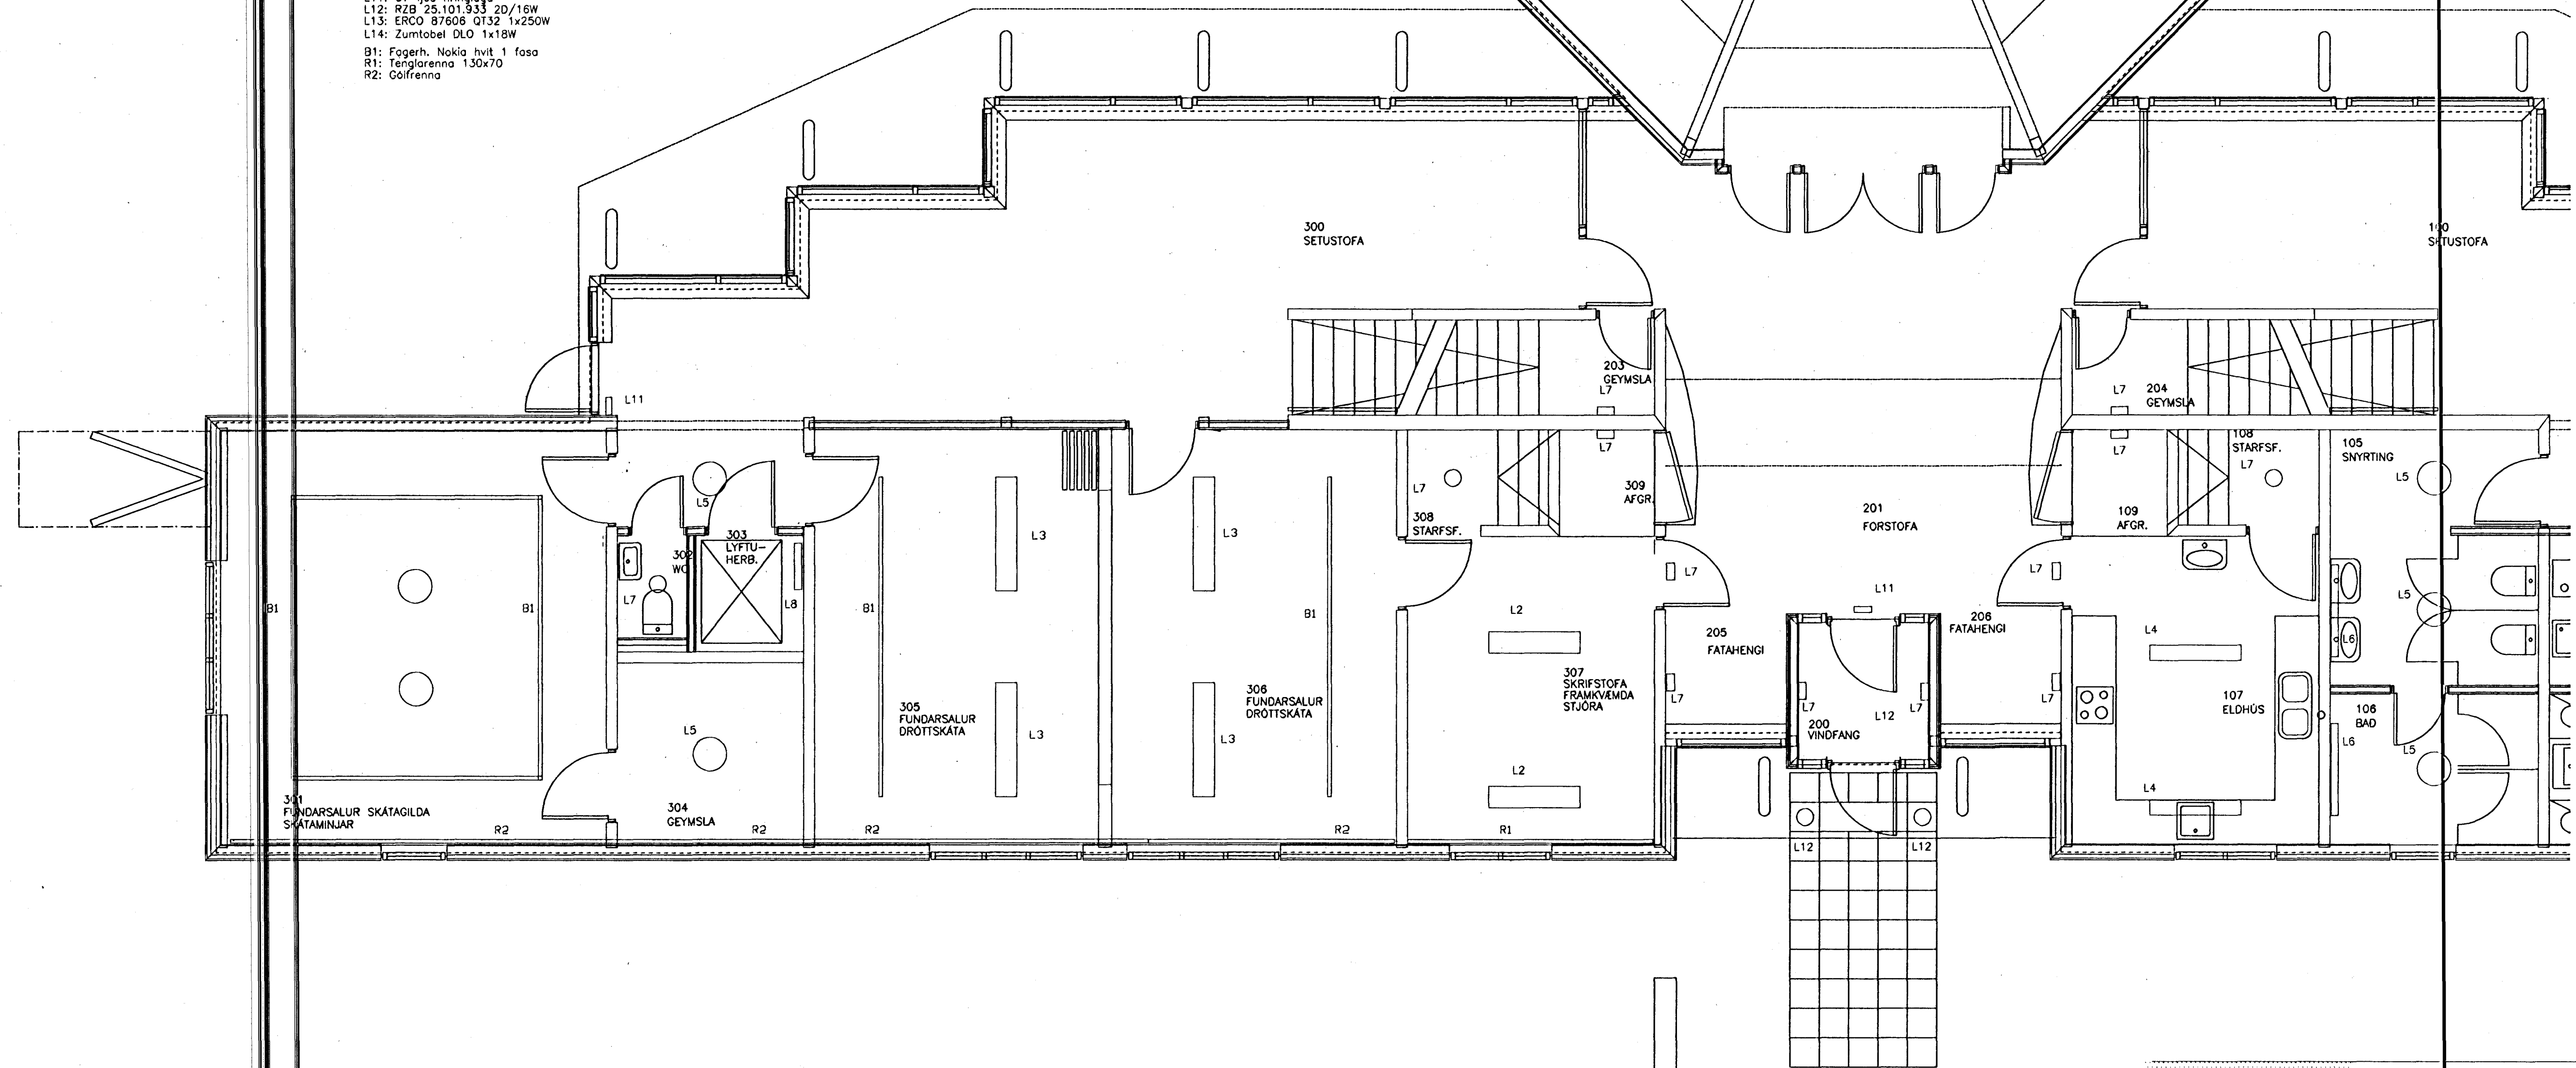 L12: RZB 25.101.933 2D/16W
L13: ERCO 87606 QT32 1x250W
L14: Zumtobel DLO 1x18W
B1: Fagerh. Nokia hvít 1 fasa
R1: Tenglarenna 130x70
R2: Gólfrenna
300
SETUSTOFA
100
SETUSTOFA
L11
203
GEYMSLA
L7
L7
204
GEYMSLA
L7
L7
108
STARFSF.
L7
105
SNYRTING
L5
L5
L3
L3
L7
308
STARFSF.
309
AFGR.
201
FORSTOFA
109
AFGR.
303
LYFTU-
HERB.
302
WC
L7
L8
B1
B1
B1
B1
L2
L7
L11
L7
206
FATAHENGI
205
FATAHENGI
L4
L5
L6
307
SKRIFSTOFA
FRAMKVÆMDA
STJÓRA
306
FUNDARSALUR
DRÓTTSKÁTA
305
FUNDARSALUR
DRÓTTSKÁTA
L7
L7
L12
L7
L7
200
VINDFANG
107
ELDHÚS
106
BAÐ
L5
L3
L3
L6
L5
L2
L4
301
FUNDARSALUR SKÁTAGILDA
SKÁTAMINJAR
304
GEYMSLA
R2
R2
R2
R2
R1
L12
L12